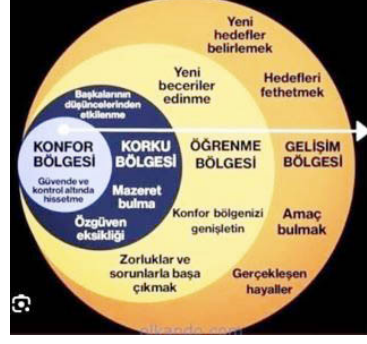 KONFOR
BÖLGESİ
Güvende ve
kontrol altında
hissetme
Başkalarının
düşüncelerinden
etkilenme
KORKU
BÖLGESİ
Mazeret
bulma
Özgüven
eksikliği
Yeni
beceriler
edinme
ÖĞRENME
BÖLGESİ
Konfor bölgenizi
genişletin
Zorluklar ve
sorunlarla başa
çıkmak
Yeni
hedefler
belirlemek
Hedefleri
fethetmek
GELİŞİM
BÖLGESİ
Amaç
bulmak
Gerçekleşen
hayaller